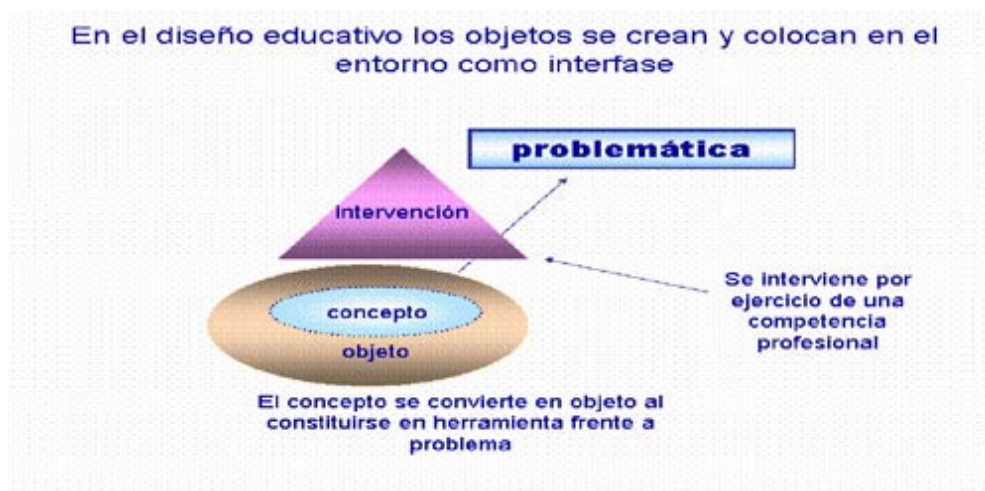 En el diseño educativo los objetos se crean y colocan en el
entorno como interfase
problemática
Intervención
concepto
objeto
Se interviene por
ejercicio de una
competencia
profesional
El concepto se convierte en objeto al
constituirse en herramienta frente a
problema